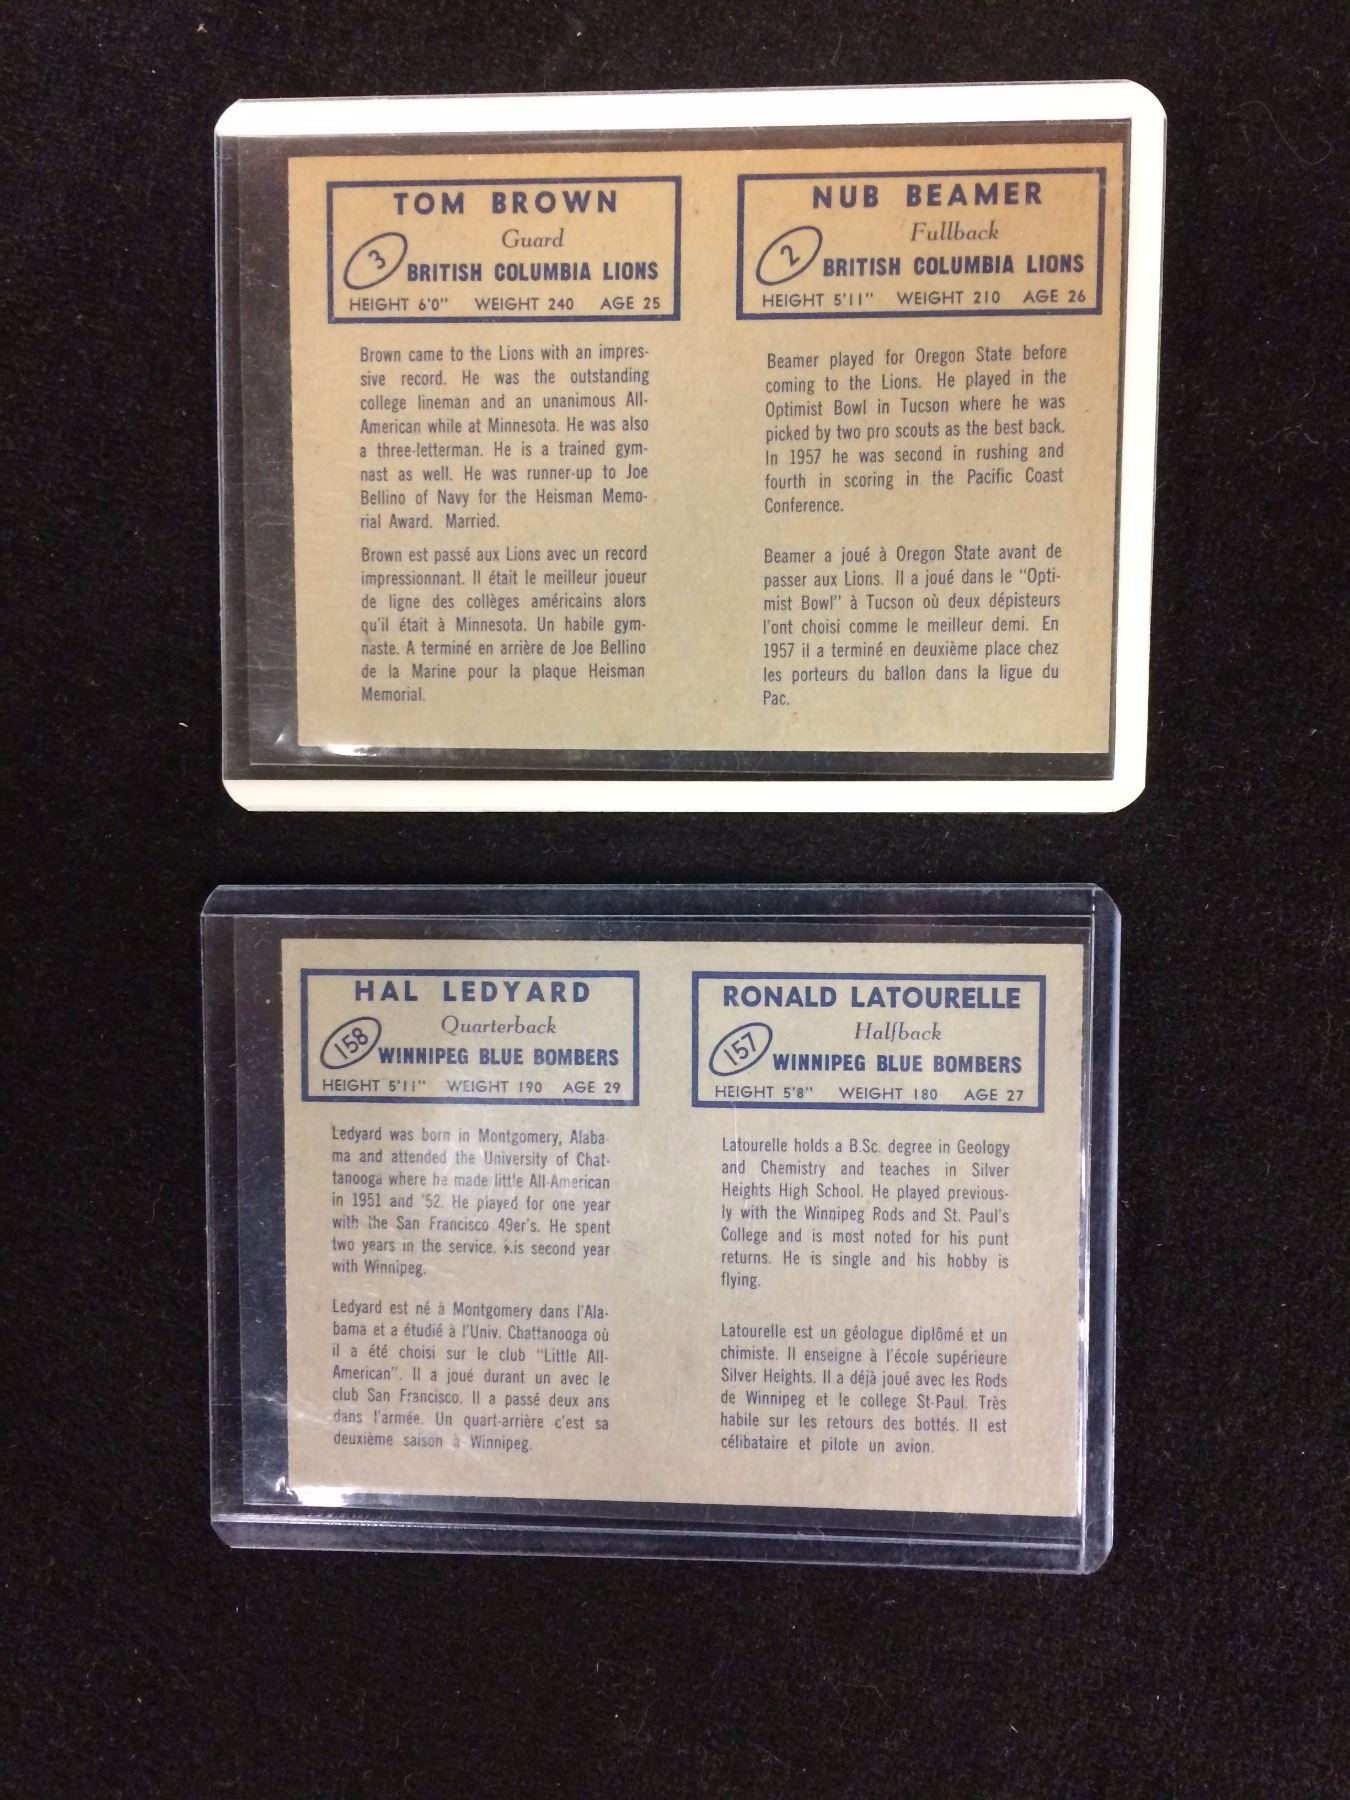 TOM BROWN
Guard
3
BRITISH COLUMBIA LIONS
HEIGHT 6'0" WEIGHT 240 AGE 25
Brown came to the Lions with an impres-
sive record. He was the outstanding
college lineman and an unanimous All-
American while at Minnesota. He was also
a three-letterman. He is a trained gym-
nast as well. He was runner-up to Joe
Bellino of Navy for the Heisman Memo-
rial Award. Married.
Brown est passé aux Lions avec un record
impressionnant. Il était le meilleur joueur
de ligne des collèges américains alors
qu'il était à Minnesota. Un habile gym-
naste. A terminé en arrière de Joe Bellino
de la Marine pour la plaque Heisman
Memorial.
NUB BEAMER
Fullback
2
BRITISH COLUMBIA LIONS
HEIGHT 5'11" WEIGHT 210 AGE 26
Beamer played for Oregon State before
coming to the Lions. He played in the
Optimist Bowl in Tucson where he was
picked by two pro scouts as the best back.
In 1957 he was second in rushing and
fourth in scoring in the Pacific Coast
Conference.
Beamer a joué à Oregon State avant de
passer aux Lions. Il a joué dans le "Opti-
mist Bowl" à Tucson où deux dépisteurs
l'ont choisi comme le meilleur demi. En
1957 il a terminé en deuxième place chez
les porteurs du ballon dans la ligue du
Pac.
HAL LEDYARD
Quarterback
158
WINNIPEG BLUE BOMBERS
HEIGHT 5'11" WEIGHT 190 AGE 29
Ledyard was born in Montgomery, Alaba-
ma and attended the University of Chat-
tanooga where he made little All-American
in 1951 and '52. He played for one year
with the San Francisco 49er's. He spent
two years in the service. His second year
with Winnipeg.
Ledyard est né à Montgomery dans l'Ala-
bama et a étudié à l'Univ. Chattanooga où
il a été choisi sur le club "Little All-
American". Il a joué durant un avec le
club San Francisco. Il a passé deux ans
dans l'armée. Un quart-arrière c'est sa
deuxième saison à Winnipeg.
RONALD LATOURELLE
Halfback
157
WINNIPEG BLUE BOMBERS
HEIGHT 5'8" WEIGHT 180 AGE 27
Latourelle holds a B.Sc. degree in Geology
and Chemistry and teaches in Silver
Heights High School. He played previous-
ly with the Winnipeg Rods and St. Paul's
College and is most noted for his punt
returns. He is single and his hobby is
flying.
Latourelle est un géologue diplômé et un
chimiste. Il enseigne à l'école supérieure
Silver Heights. Il a déjà joué avec les Rods
de Winnipeg et le college St-Paul. Très
habile sur les retours des bottés. Il est
célibataire et pilote un avion.